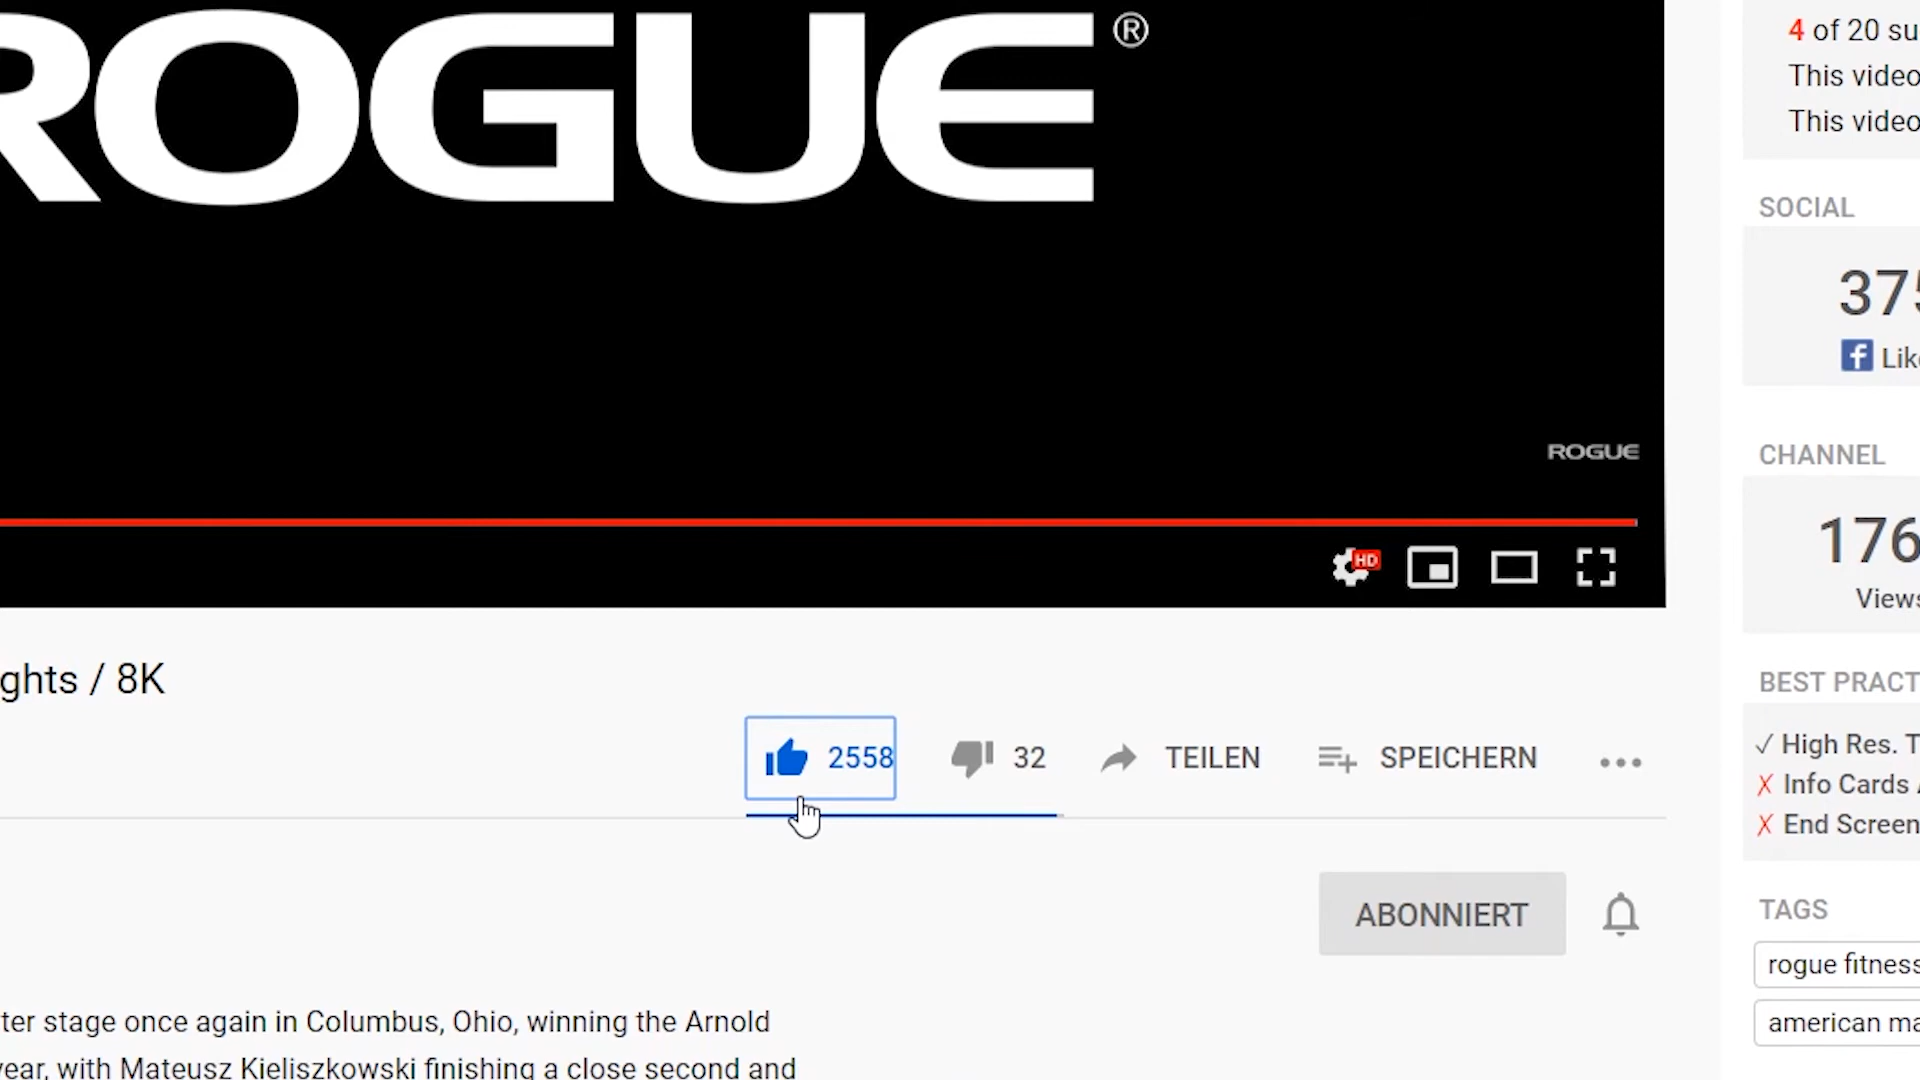 ROGUE®
ROGUE
HD
ghts / 8K
2558
32
TEILEN
SPEICHERN
ABONNIERT
ter stage once again in Columbus, Ohio, winning the Arnold
year, with Mateusz Kieliszkowski finishing a close second and
4 of 20 su
This video
This video
SOCIAL
375
f Like
CHANNEL
176
Views
BEST PRACT
✓ High Res. T
✗ Info Cards A
✗ End Screen
TAGS
rogue fitness
american ma